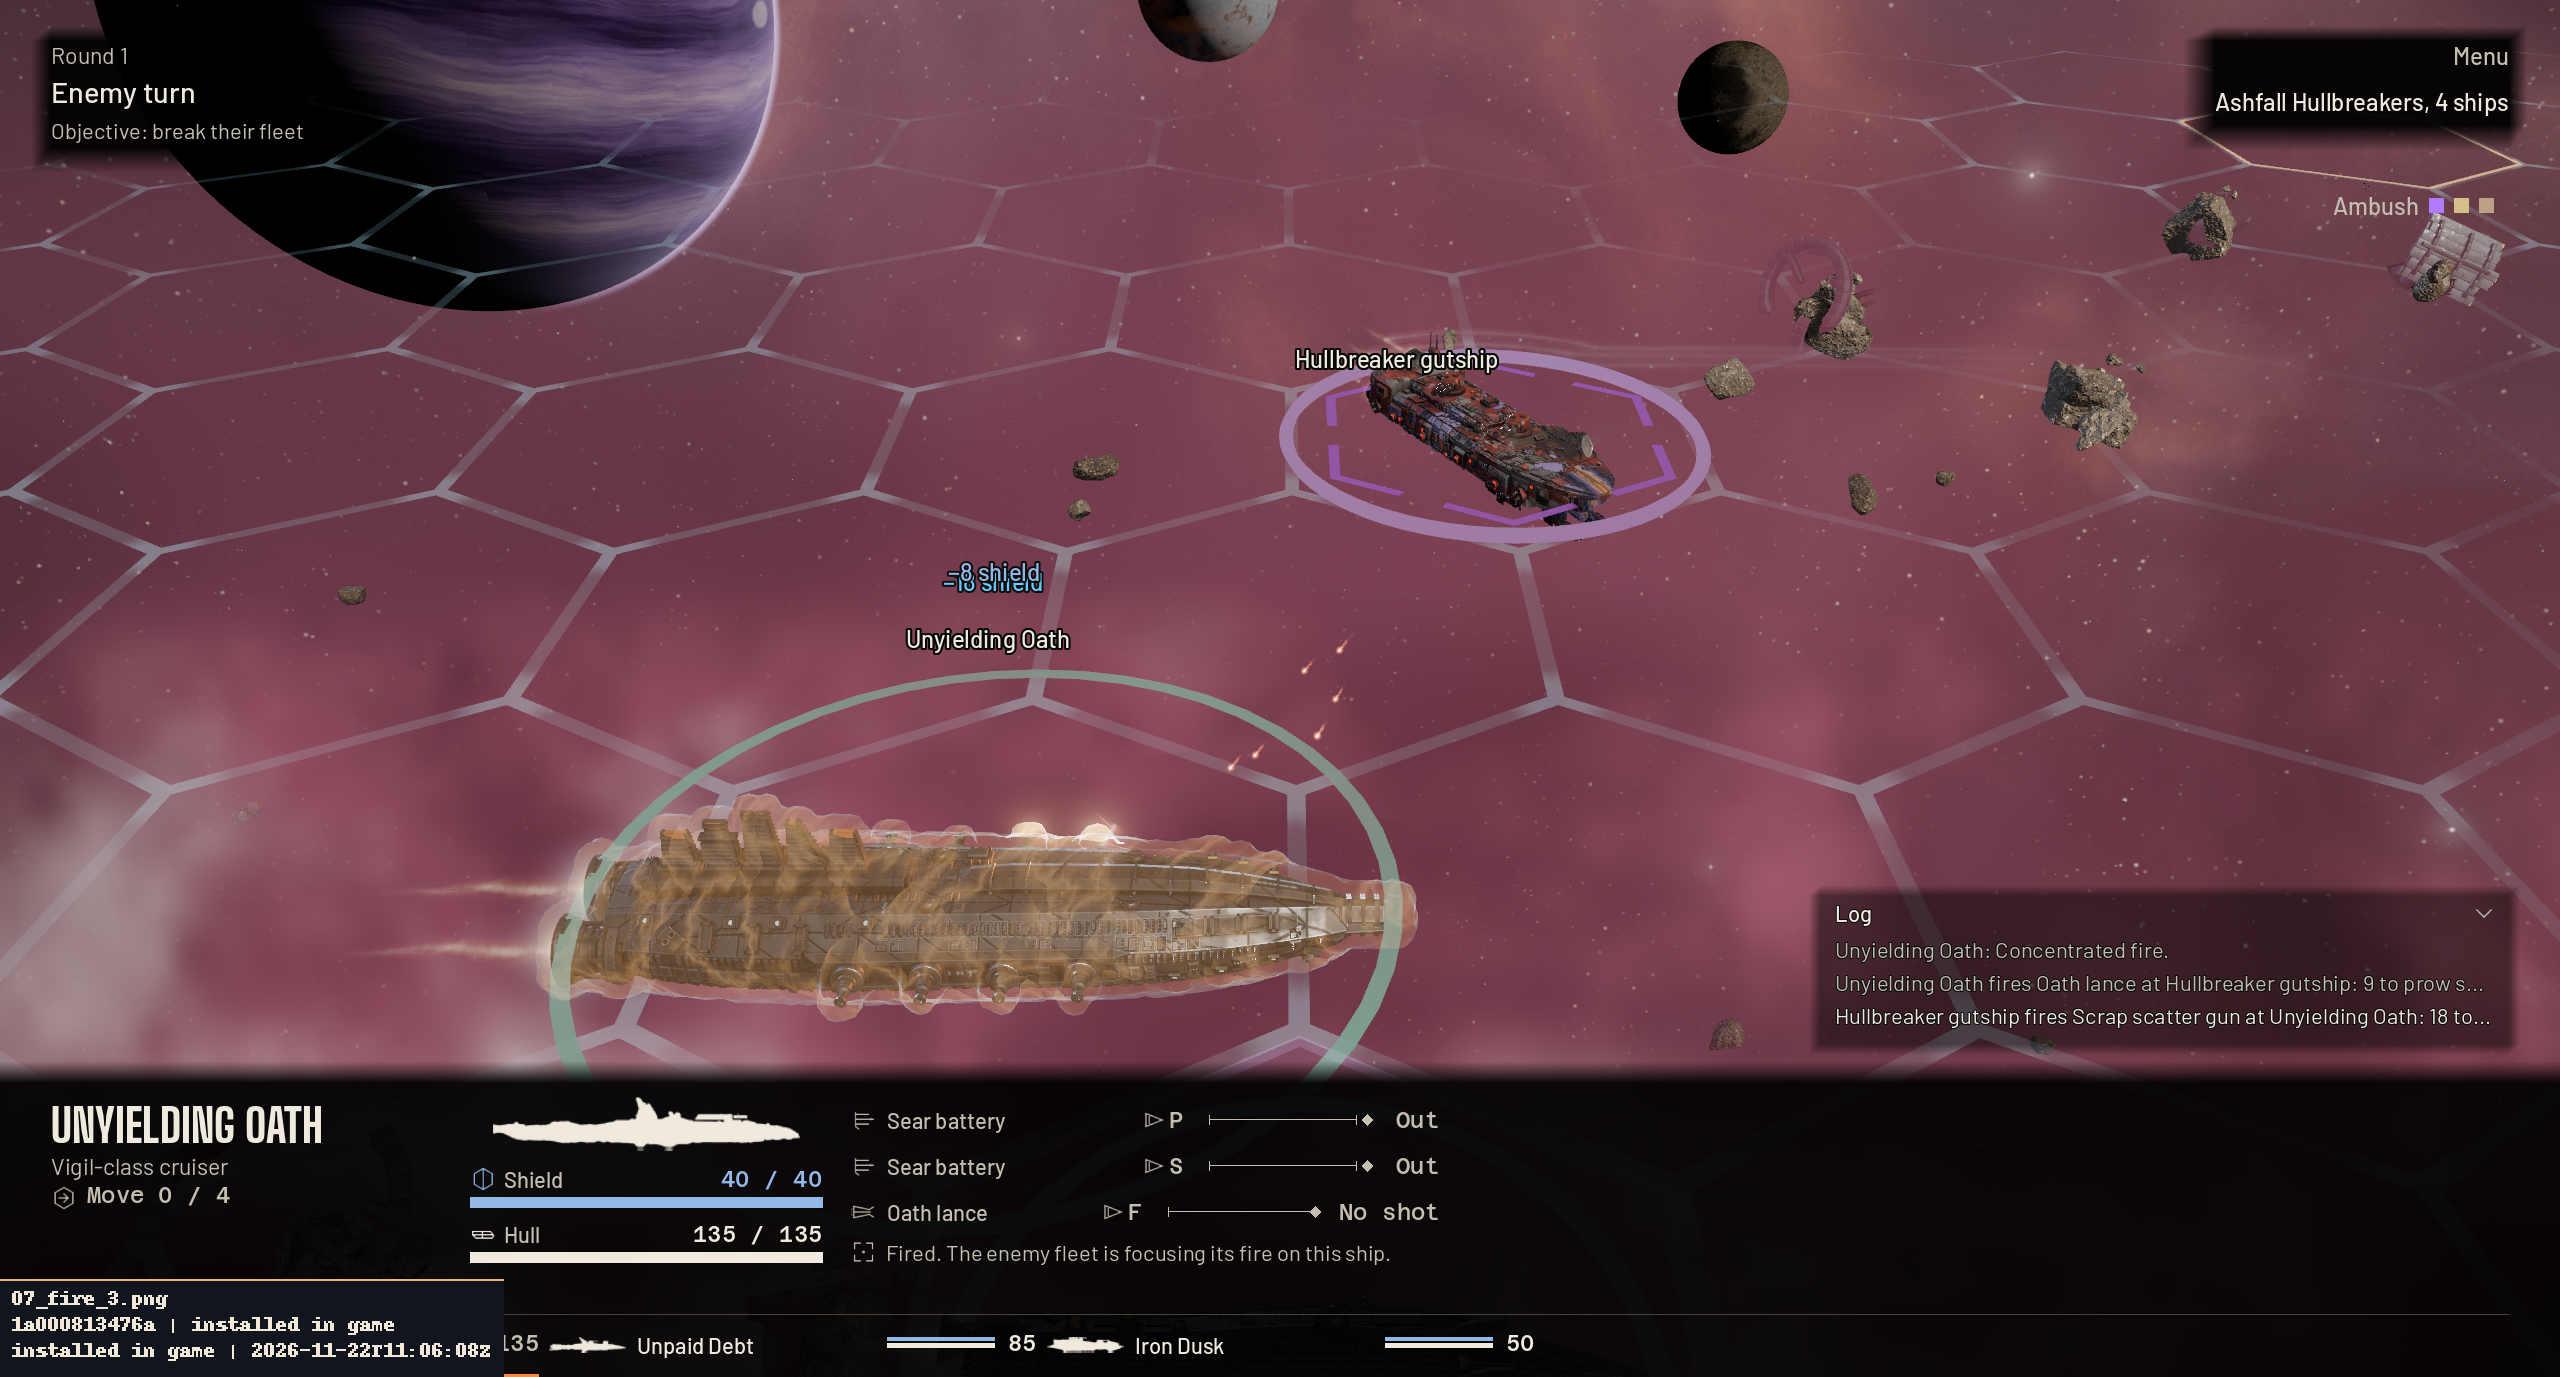 Round 1
Enemy turn
Objective: break their fleet
Menu
Ashfall Hullbreakers, 4 ships
Ambush
Hullbreaker gutship
-8 shield
-18 shield
Unyielding Oath
Log
Unyielding Oath: Concentrated fire.
Unyielding Oath fires Oath lance at Hullbreaker gutship: 9 to prow s...
Hullbreaker gutship fires Scrap scatter gun at Unyielding Oath: 18 to...
UNYIELDING OATH
Vigil-class cruiser
Move 0 / 4
Shield 40 / 40
Hull 135 / 135
Sear battery P Out
Sear battery S Out
Oath lance F No shot
Fired. The enemy fleet is focusing its fire on this ship.
07_fire_3.png
1a000813476a | installed in game
installed in game | 2026-11-22T11:06:08Z
135 Unpaid Debt 85 Iron Dusk 50